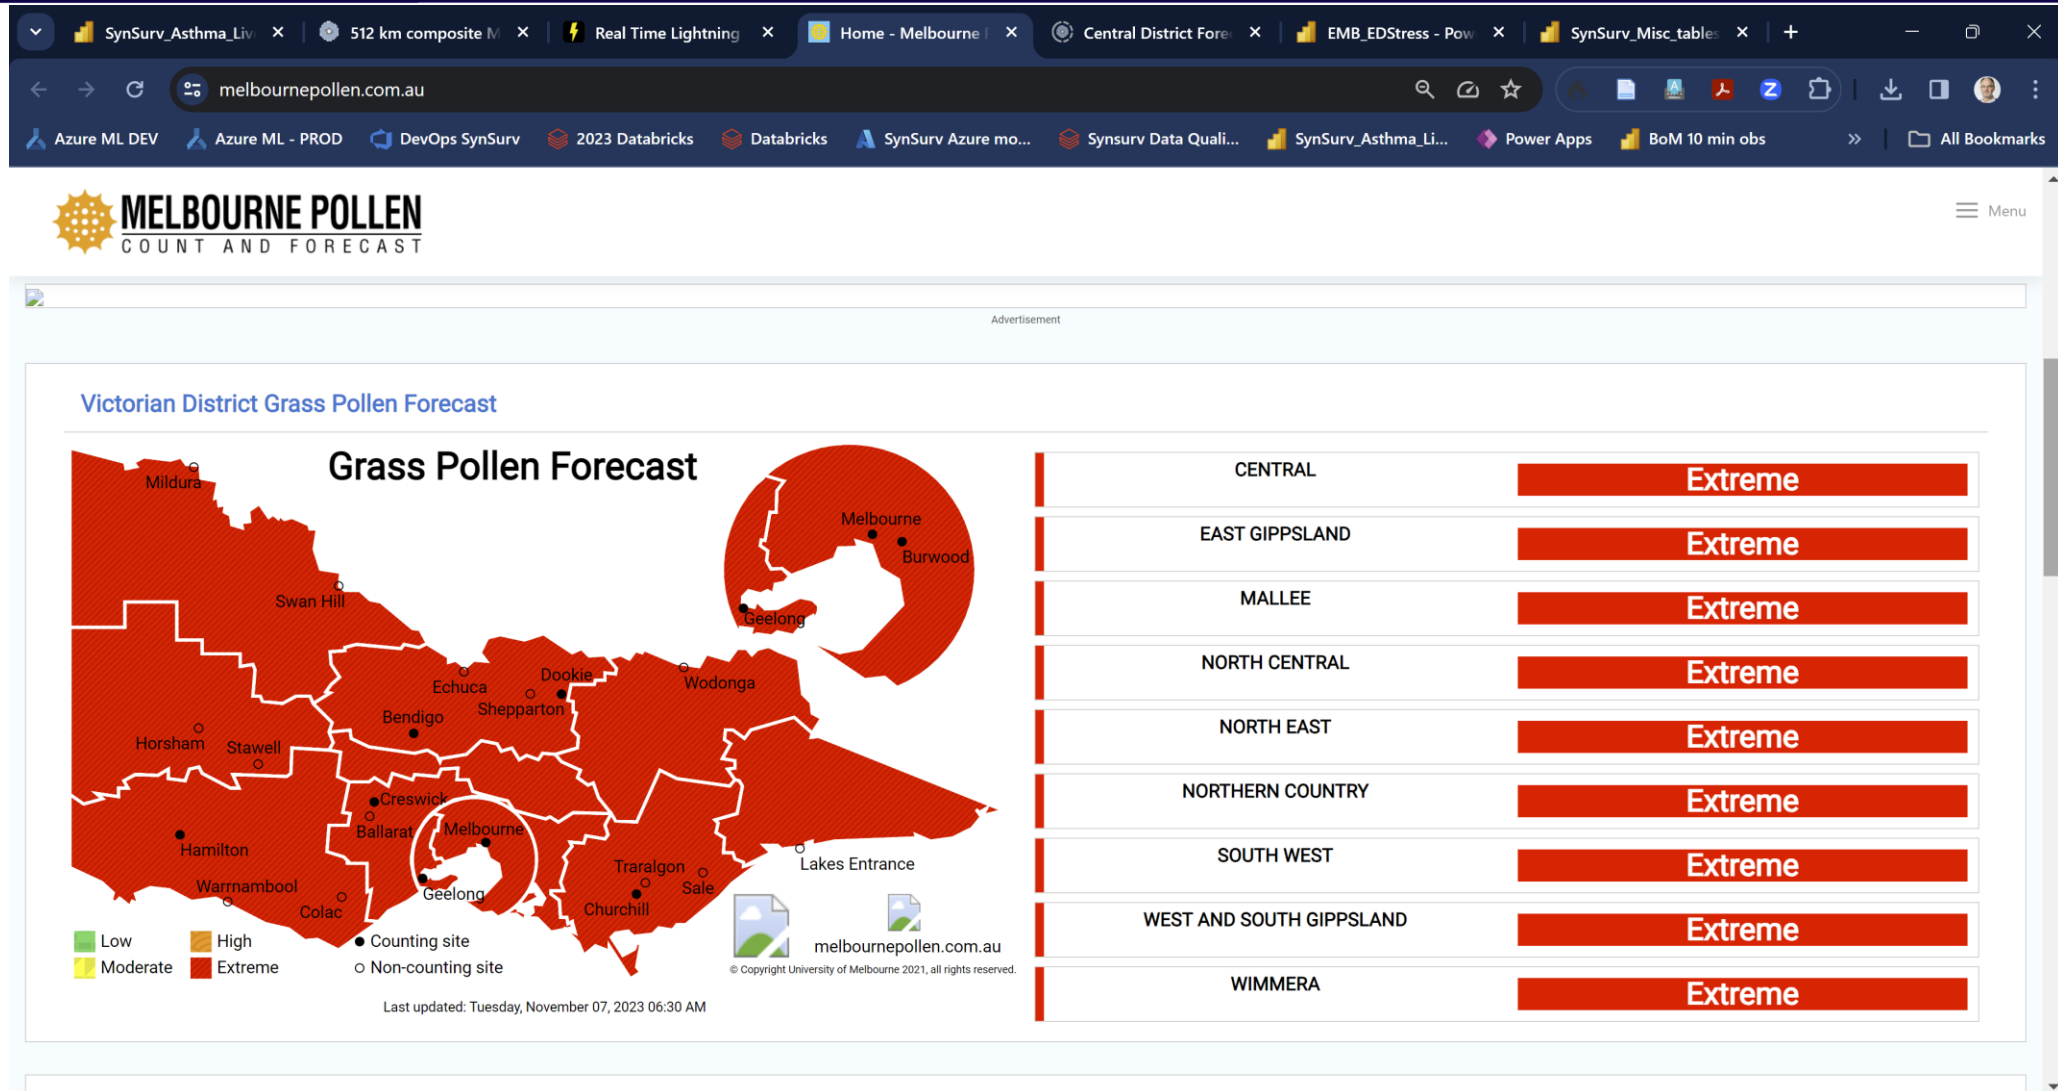 SynSurv_Asthma_Liv
512 km composite M
Real Time Lightning
Home - Melbourne P
Central District Fore
EMB_EDStress - Pow
SynSurv_Misc_tables
melbournepollen.com.au
Azure ML DEV
Azure ML - PROD
DevOps SynSurv
2023 Databricks
Databricks
SynSurv Azure mo...
Synsurv Data Quali...
SynSurv_Asthma_Li...
Power Apps
BoM 10 min obs
All Bookmarks
MELBOURNE POLLEN
COUNT AND FORECAST
Menu
Advertisement
Victorian District Grass Pollen Forecast
Grass Pollen Forecast
Mildura
Swan Hill
Melbourne
Burwood
Geelong
Echuca
Dookie
Wodonga
Shepparton
Bendigo
Horsham
Stawell
Creswick
Ballarat
Melbourne
Hamilton
Traralgon
Lakes Entrance
Warrnambool
Geelong
Sale
Colac
Churchill
Low
High
Counting site
Moderate
Extreme
Non-counting site
melbournepollen.com.au
© Copyright University of Melbourne 2021, all rights reserved.
Last updated: Tuesday, November 07, 2023 06:30 AM
CENTRAL Extreme
EAST GIPPSLAND Extreme
MALLEE Extreme
NORTH CENTRAL Extreme
NORTH EAST Extreme
NORTHERN COUNTRY Extreme
SOUTH WEST Extreme
WEST AND SOUTH GIPPSLAND Extreme
WIMMERA Extreme